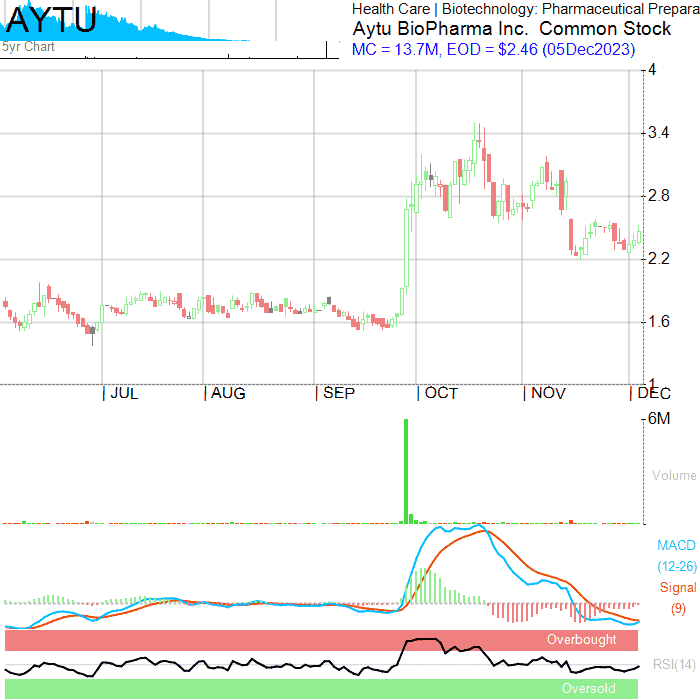 AYTU
5yr Chart
Health Care | Biotechnology: Pharmaceutical Prepara
Aytu BioPharma Inc.  Common Stock
MC = 13.7M, EOD = $2.46 (05Dec2023)
4
3.4
2.8
2.2
1.6
1
| JUL | AUG | SEP | OCT | NOV | DEC
6M
Volume
MACD
(12-26)
Signal
(9)
Overbought
RSI(14)
Oversold